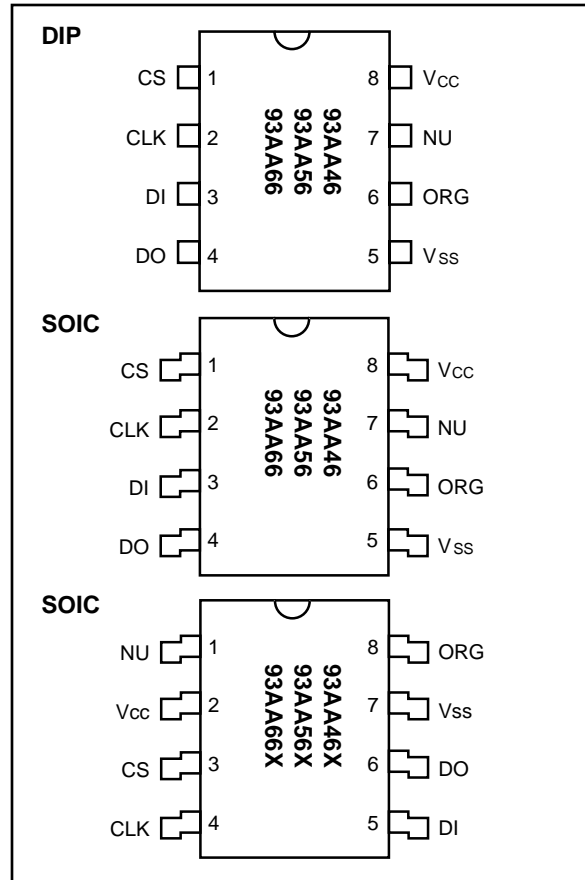 DIP
CS 1 8 VCC
CLK 2 7 NU
DI 3 6 ORG
DO 4 5 VSS
93AA46
93AA56
93AA66
SOIC
CS 1 8 VCC
CLK 2 7 NU
DI 3 6 ORG
DO 4 5 VSS
93AA46
93AA56
93AA66
SOIC
NU 1 8 ORG
Vcc 2 7 Vss
CS 3 6 DO
CLK 4 5 DI
93AA46X
93AA56X
93AA66X